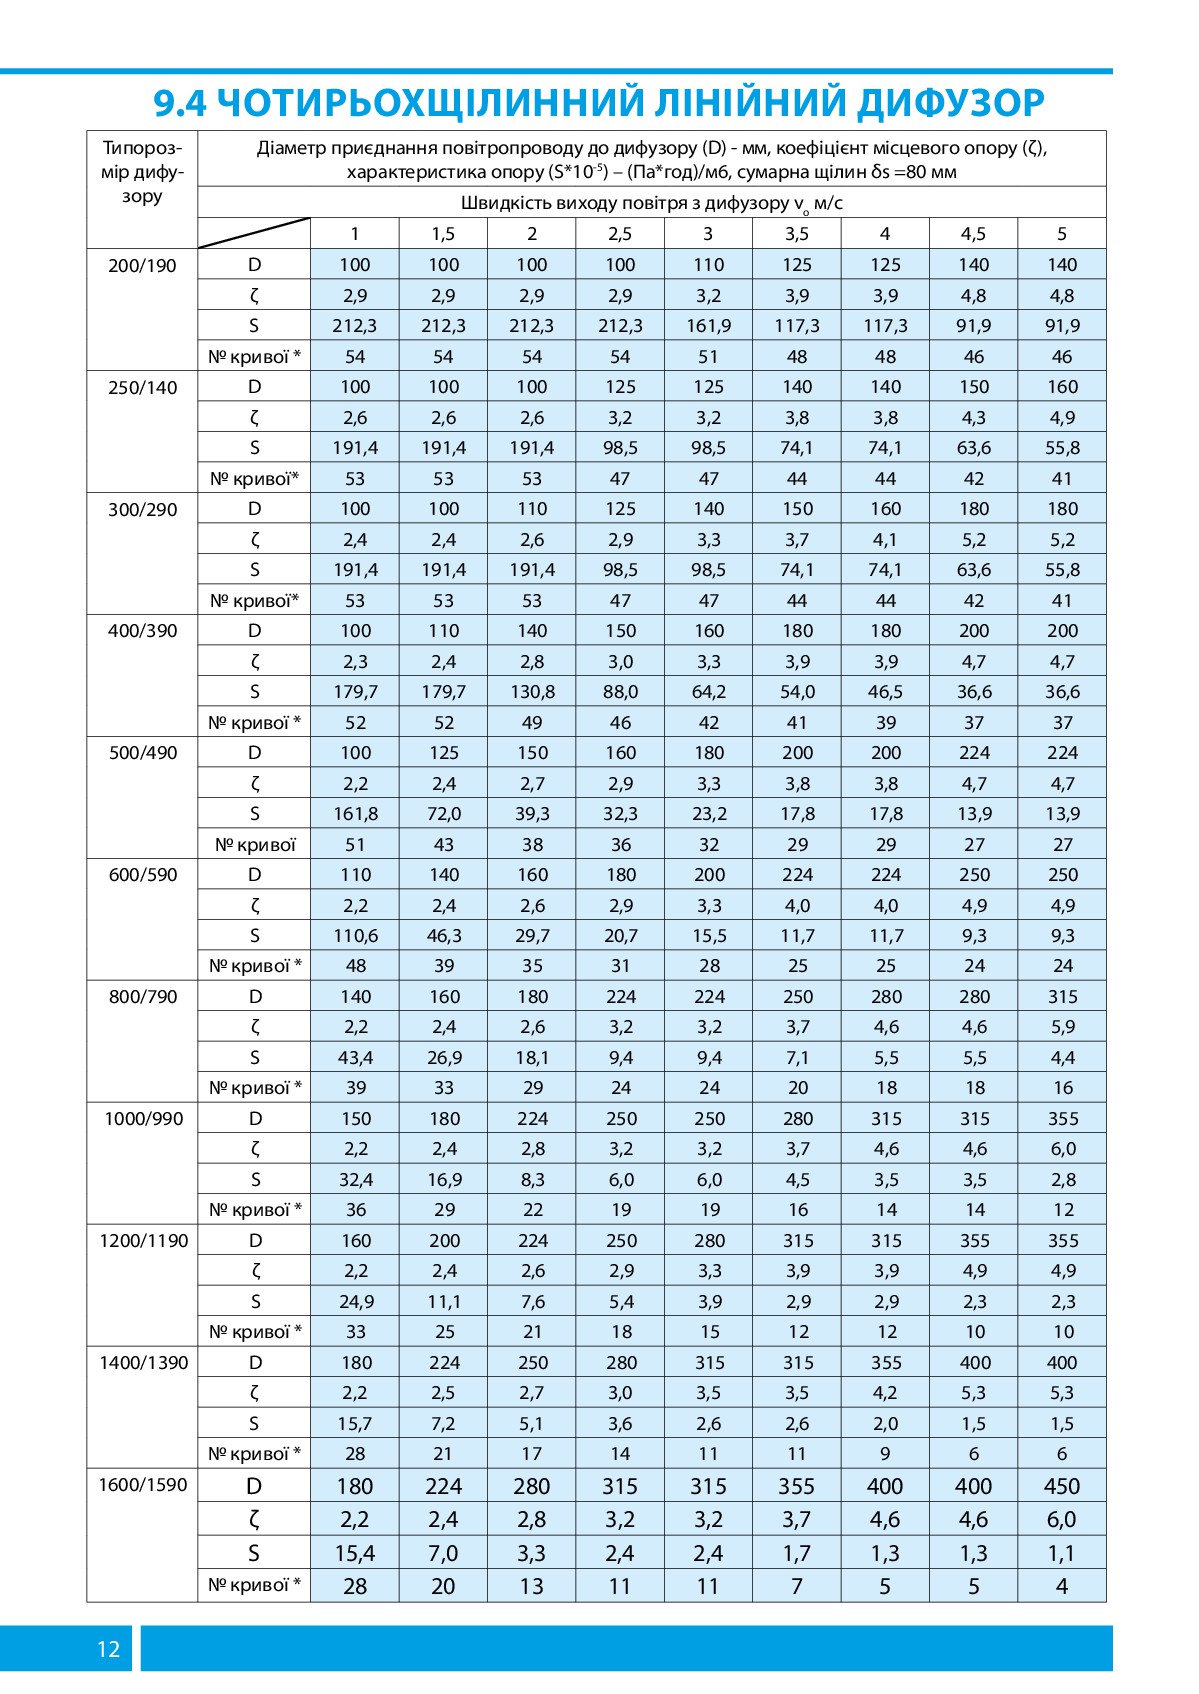 9.4 ЧОТИРЬОХЩІЛИННИЙ ЛІНІЙНИЙ ДИФУЗОР
Типороз-
мір дифу-
зору
Діаметр приєднання повітропроводу до дифузору (D) - мм, коефіцієнт місцевого опору (ζ),
характеристика опору (S*10-5) – (Па*год)/м6, сумарна щілин δs =80 мм
Швидкість виходу повітря з дифузору vо м/с
1 1,5 2 2,5 3 3,5 4 4,5 5
200/190 D 100 100 100 100 110 125 125 140 140
ζ 2,9 2,9 2,9 2,9 3,2 3,9 3,9 4,8 4,8
S 212,3 212,3 212,3 212,3 161,9 117,3 117,3 91,9 91,9
№ кривої * 54 54 54 54 51 48 48 46 46
250/140 D 100 100 100 125 125 140 140 150 160
ζ 2,6 2,6 2,6 3,2 3,2 3,8 3,8 4,3 4,9
S 191,4 191,4 191,4 98,5 98,5 74,1 74,1 63,6 55,8
№ кривої* 53 53 53 47 47 44 44 42 41
300/290 D 100 100 110 125 140 150 160 180 180
ζ 2,4 2,4 2,6 2,9 3,3 3,7 4,1 5,2 5,2
S 191,4 191,4 191,4 98,5 98,5 74,1 74,1 63,6 55,8
№ кривої* 53 53 53 47 47 44 44 42 41
400/390 D 100 110 140 150 160 180 180 200 200
ζ 2,3 2,4 2,8 3,0 3,3 3,9 3,9 4,7 4,7
S 179,7 179,7 130,8 88,0 64,2 54,0 46,5 36,6 36,6
№ кривої * 52 52 49 46 42 41 39 37 37
500/490 D 100 125 150 160 180 200 200 224 224
ζ 2,2 2,4 2,7 2,9 3,3 3,8 3,8 4,7 4,7
S 161,8 72,0 39,3 32,3 23,2 17,8 17,8 13,9 13,9
№ кривої 51 43 38 36 32 29 29 27 27
600/590 D 110 140 160 180 200 224 224 250 250
ζ 2,2 2,4 2,6 2,9 3,3 4,0 4,0 4,9 4,9
S 110,6 46,3 29,7 20,7 15,5 11,7 11,7 9,3 9,3
№ кривої * 48 39 35 31 28 25 25 24 24
800/790 D 140 160 180 224 224 250 280 280 315
ζ 2,2 2,4 2,6 3,2 3,2 3,7 4,6 4,6 5,9
S 43,4 26,9 18,1 9,4 9,4 7,1 5,5 5,5 4,4
№ кривої * 39 33 29 24 24 20 18 18 16
1000/990 D 150 180 224 250 250 280 315 315 355
ζ 2,2 2,4 2,8 3,2 3,2 3,7 4,6 4,6 6,0
S 32,4 16,9 8,3 6,0 6,0 4,5 3,5 3,5 2,8
№ кривої * 36 29 22 19 19 16 14 14 12
1200/1190 D 160 200 224 250 280 315 315 355 355
ζ 2,2 2,4 2,6 2,9 3,3 3,9 3,9 4,9 4,9
S 24,9 11,1 7,6 5,4 3,9 2,9 2,9 2,3 2,3
№ кривої * 33 25 21 18 15 12 12 10 10
1400/1390 D 180 224 250 280 315 315 355 400 400
ζ 2,2 2,5 2,7 3,0 3,5 3,5 4,2 5,3 5,3
S 15,7 7,2 5,1 3,6 2,6 2,6 2,0 1,5 1,5
№ кривої * 28 21 17 14 11 11 9 6 6
1600/1590 D 180 224 280 315 315 355 400 400 450
ζ 2,2 2,4 2,8 3,2 3,2 3,7 4,6 4,6 6,0
S 15,4 7,0 3,3 2,4 2,4 1,7 1,3 1,3 1,1
№ кривої * 28 20 13 11 11 7 5 5 4
12